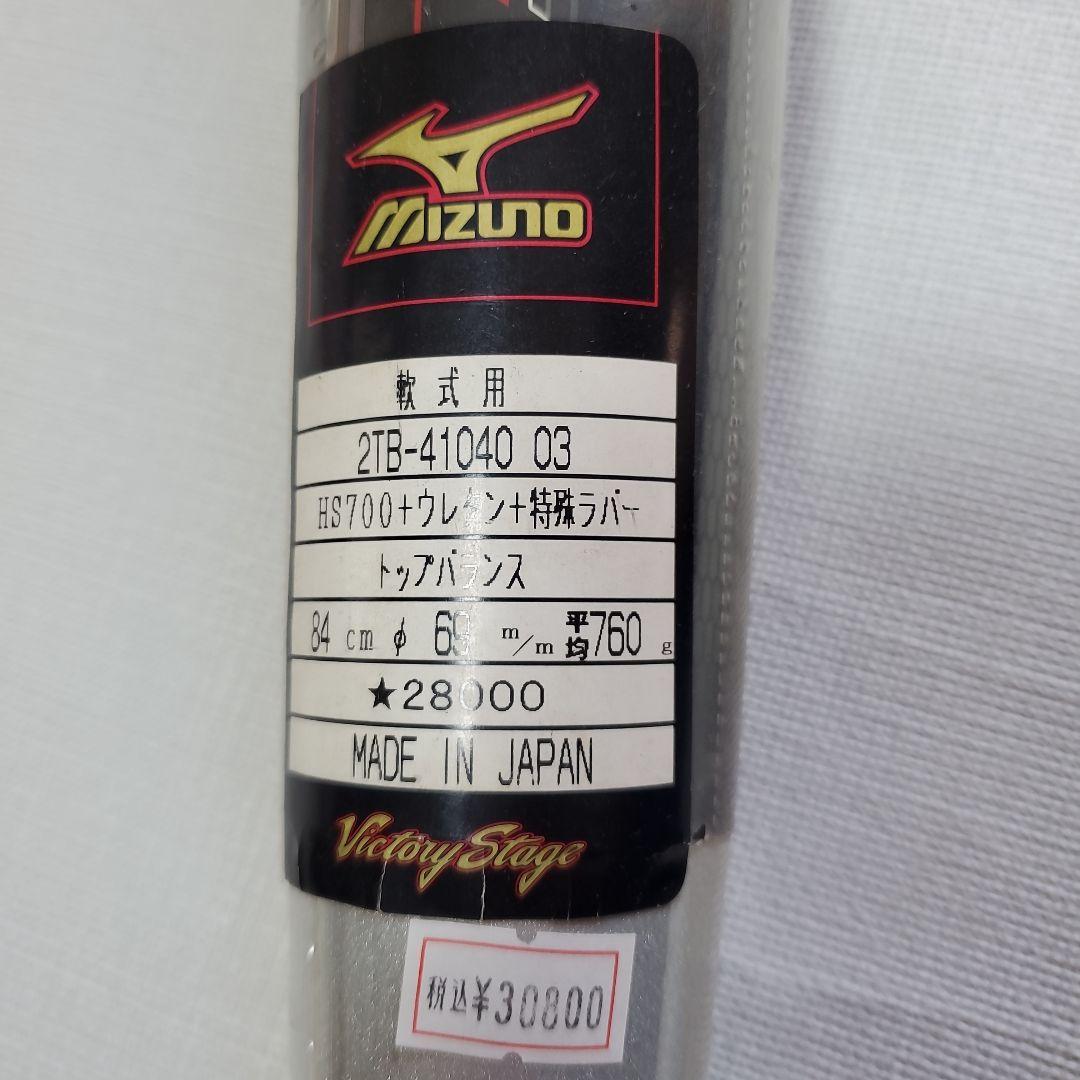 MIZUNO
軟式用
2TB-41040 03
HS700+ウレタン+特殊ラバー
トップバランス
84 cm φ 69 m/m 平均760 g
★28000
MADE IN JAPAN
Victory Stage
税込¥30800